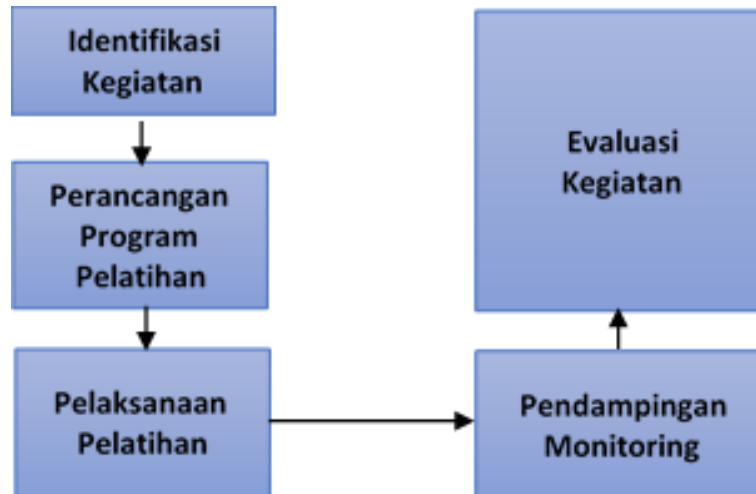 Identifikasi
Kegiatan
Perancangan
Program
Pelatihan
Pelaksanaan
Pelatihan
Pendampingan
Monitoring
Evaluasi
Kegiatan